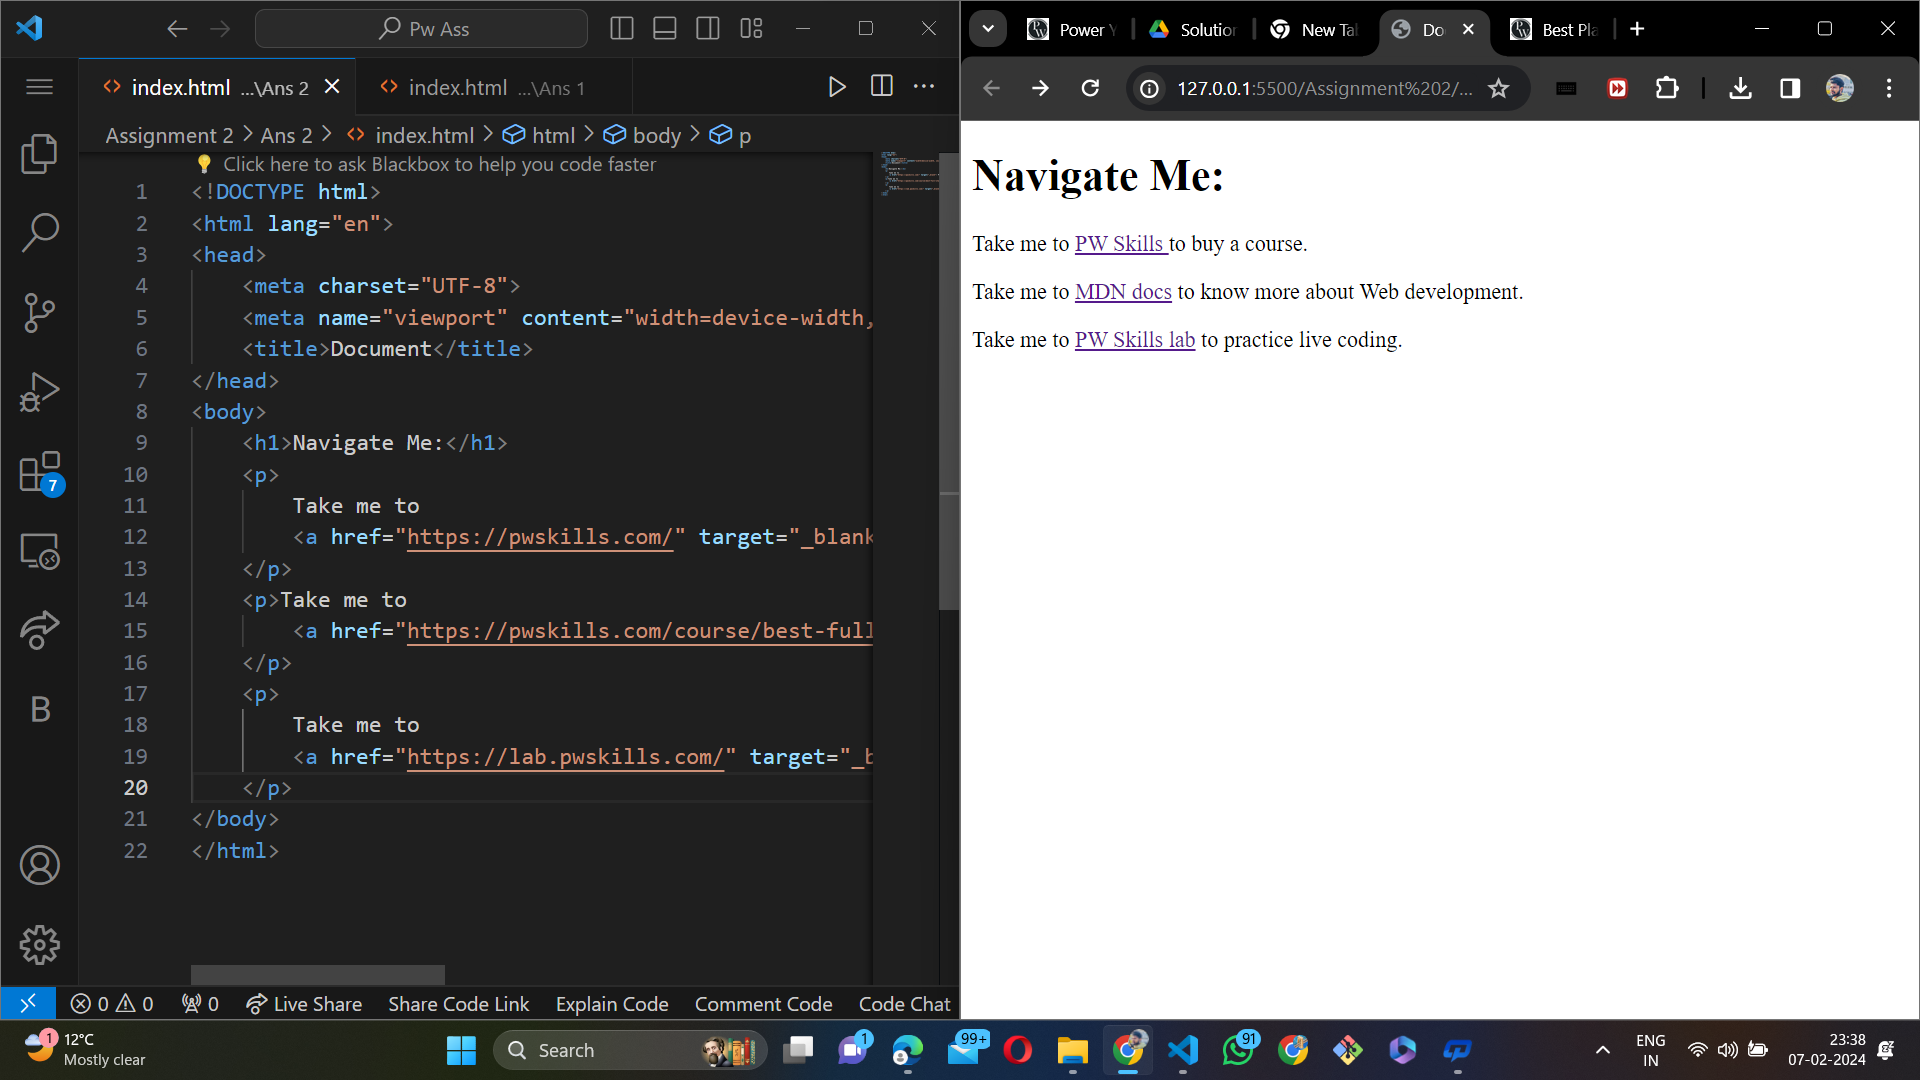 Pw Ass
index.html ...\Ans 2
index.html ...\Ans 1
Assignment 2 > Ans 2 > <> index.html > html > body > p
Click here to ask Blackbox to help you code faster
1 <!DOCTYPE html>
2 <html lang="en">
3 <head>
4 <meta charset="UTF-8">
5 <meta name="viewport" content="width=device-width,
6 <title>Document</title>
7 </head>
8 <body>
9 <h1>Navigate Me:</h1>
10 <p>
11 Take me to
12 <a href="https://pwskills.com/" target="_blank
13 </p>
14 <p>Take me to
15 <a href="https://pwskills.com/course/best-full
16 </p>
17 <p>
18 Take me to
19 <a href="https://lab.pwskills.com/" target="_b
20 </p>
21 </body>
22 </html>
7
B
0 0 0 Live Share Share Code Link Explain Code Comment Code Code Chat
Power Y Solution New Tab Do Best Pla
127.0.0.1:5500/Assignment%202/...
Navigate Me:
Take me to PW Skills to buy a course.
Take me to MDN docs to know more about Web development.
Take me to PW Skills lab to practice live coding.
1
12°C
Mostly clear
Search
1
99+
91
ENG
IN
23:38
07-02-2024